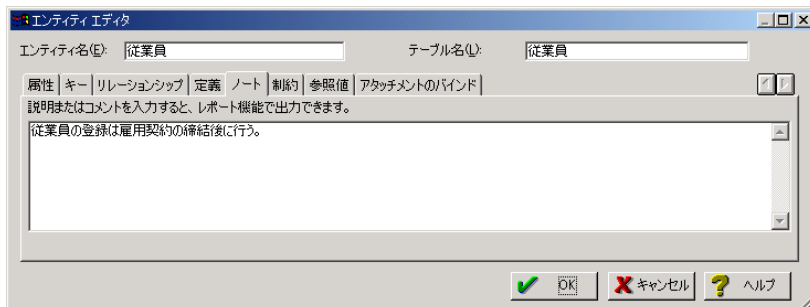 エンティティ エディタ
エンティティ名(E): 従業員 テーブル名(L): 従業員
属性 キー リレーションシップ 定義 ノート 制約 参照値 アタッチメントのバインド
説明またはコメントを入力すると、レポート機能で出力できます。
従業員の登録は雇用契約の締結後に行う。
OK キャンセル ヘルプ